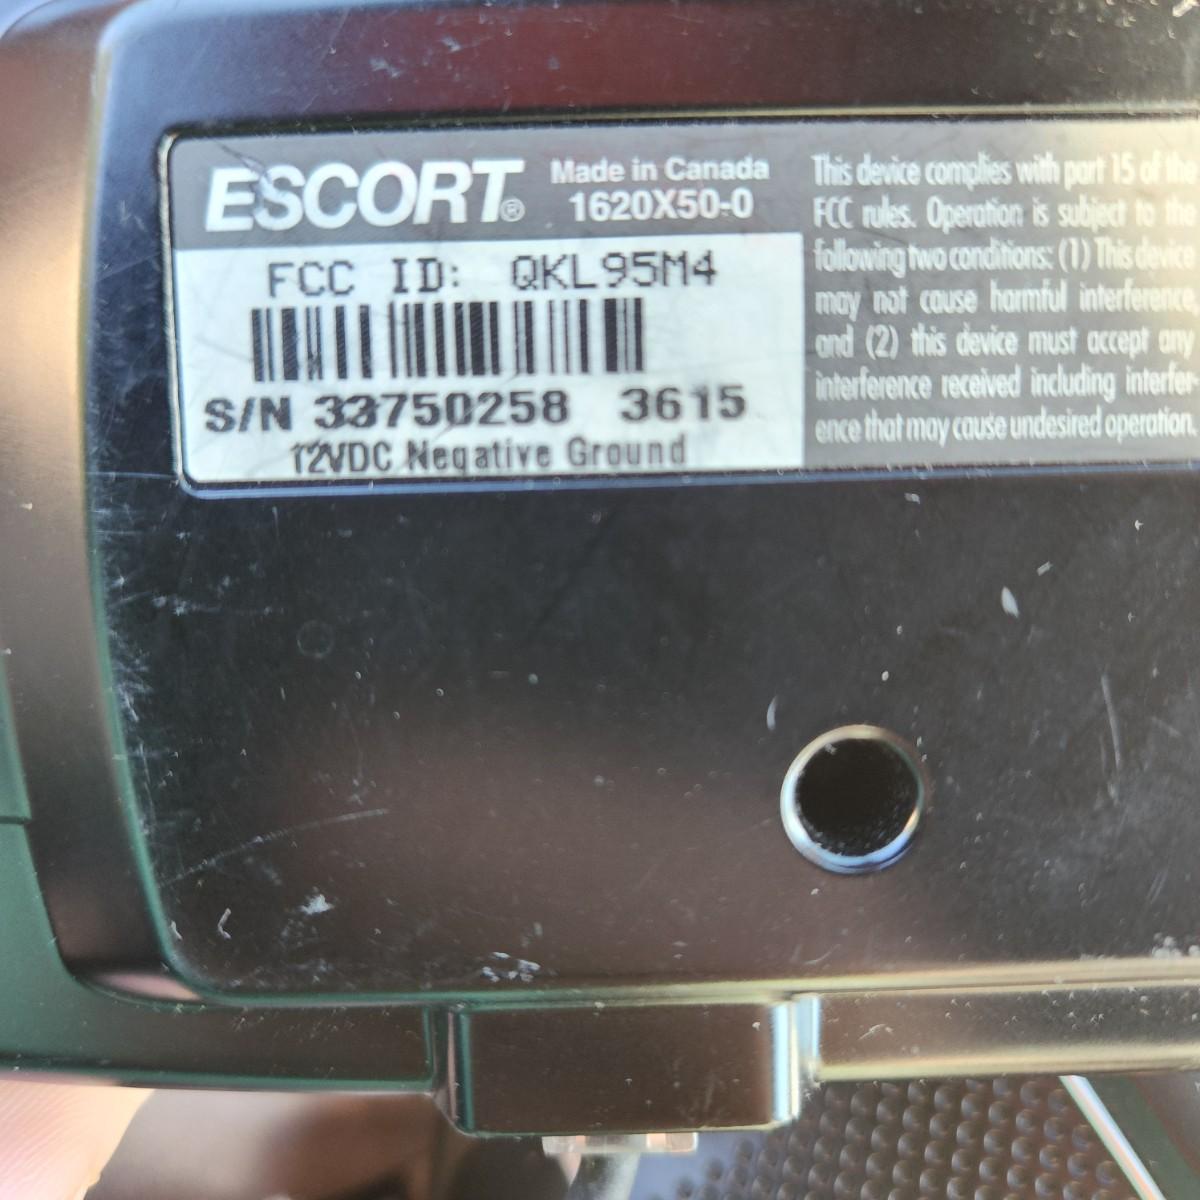 ESCORT® Made in Canada
1620X50-0
FCC ID: QKL95M4
S/N 33750258 3615
12VDC Negative Ground
This device complies with part 15 of the
FCC rules. Operation is subject to the
following two conditions: (1) This device
may not cause harmful interference,
and (2) this device must accept any
interference received including interfer-
ence that may cause undesired operation.